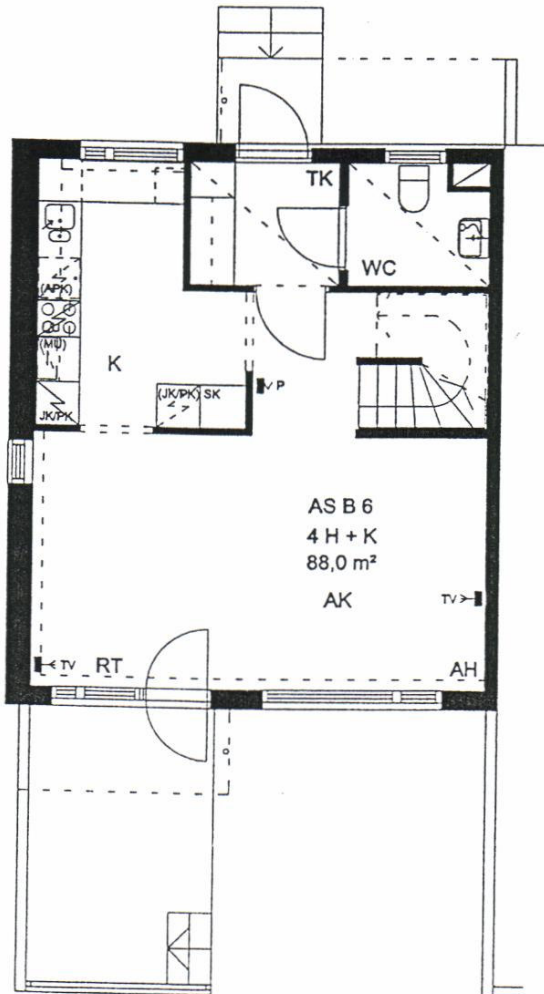 TK
WC
(APK)
(MU)
K
JK/PK
(JK/PK) SK
P
AS B 6
4 H + K
88,0 m²
AK
TV
TV
RT
AH